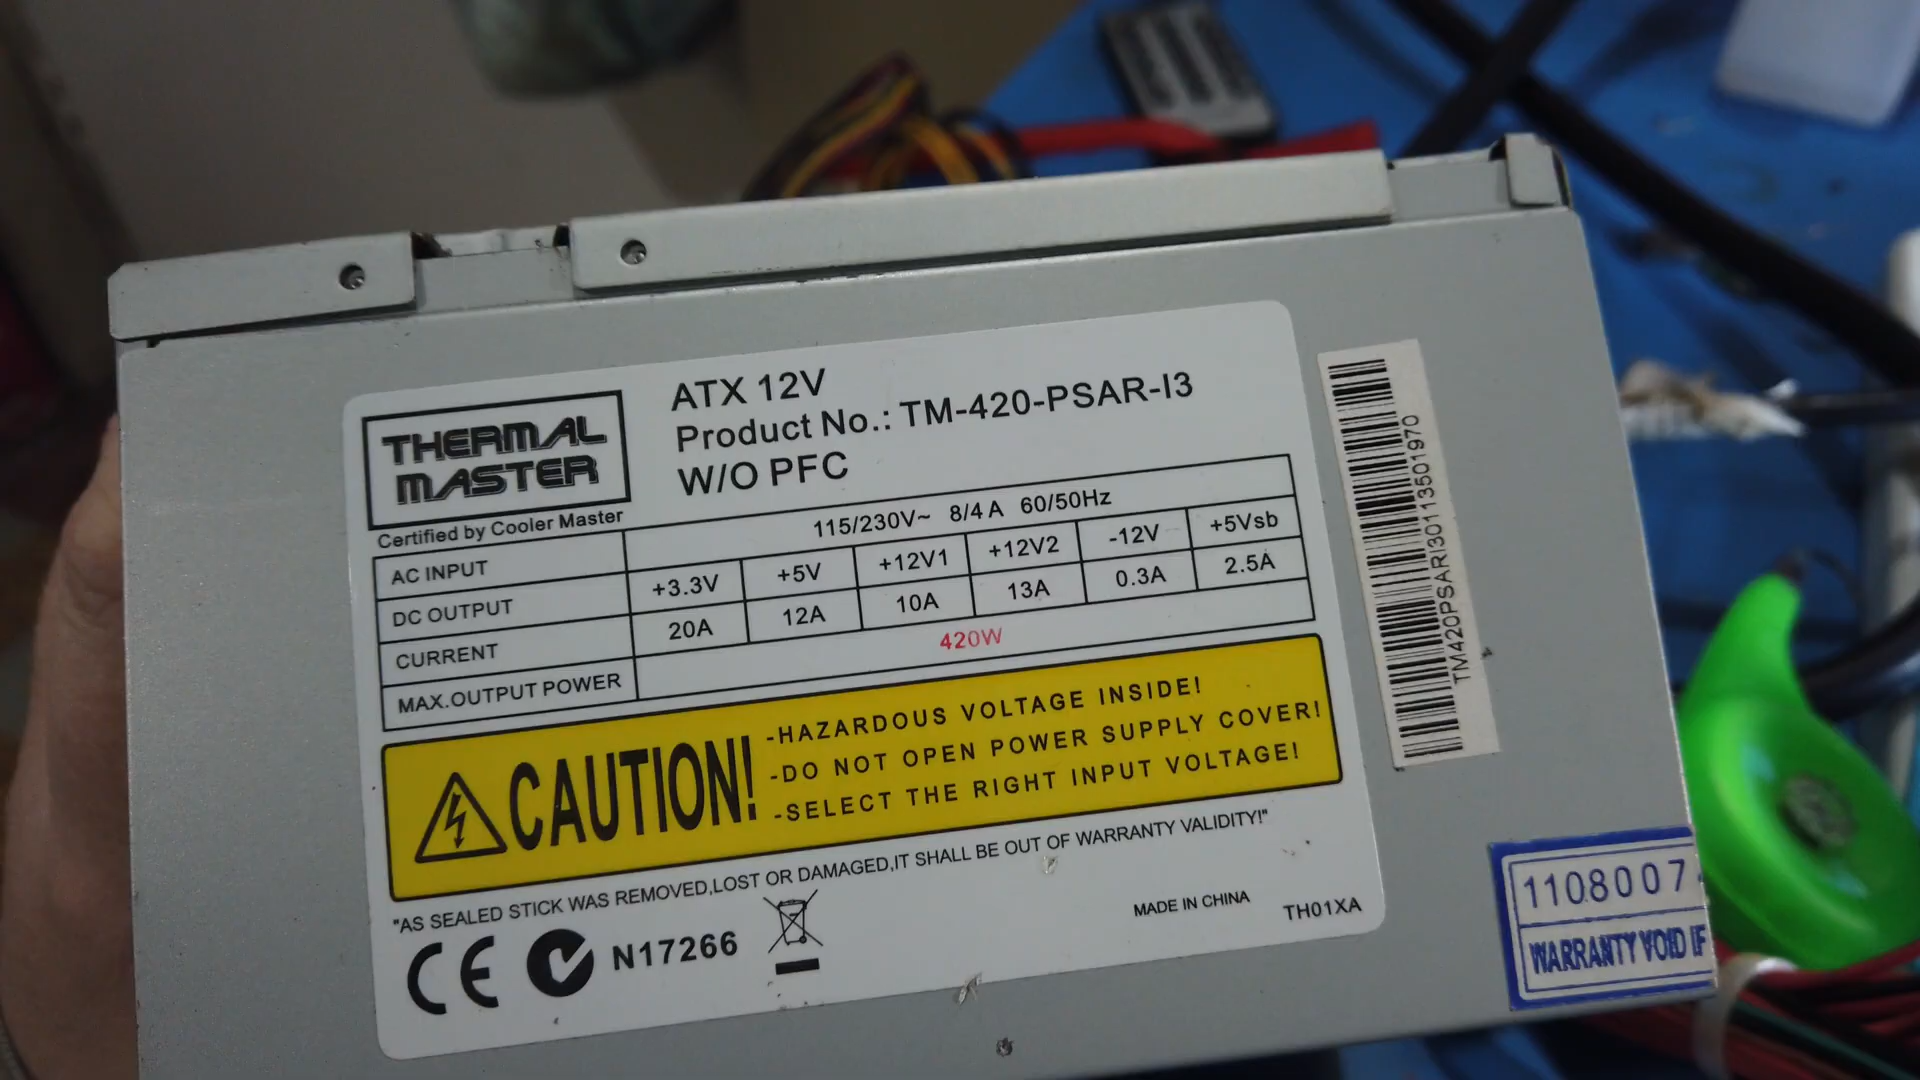 ATX 12V
Product No.: TM-420-PSAR-I3
W/O PFC
THERMAL
MASTER
Certified by Cooler Master
AC INPUT 115/230V~ 8/4A 60/50Hz
DC OUTPUT +3.3V +5V +12V1 +12V2 -12V +5Vsb
CURRENT 20A 12A 10A 13A 0.3A 2.5A
MAX.OUTPUT POWER 420W
CAUTION!
-HAZARDOUS VOLTAGE INSIDE!
-DO NOT OPEN POWER SUPPLY COVER!
-SELECT THE RIGHT INPUT VOLTAGE!
"AS SEALED STICK WAS REMOVED,LOST OR DAMAGED,IT SHALL BE OUT OF WARRANTY VALIDITY!"
CE N17266
MADE IN CHINA TH01XA
TM420PSARI30113501970
1108007
WARRANTY VOID IF